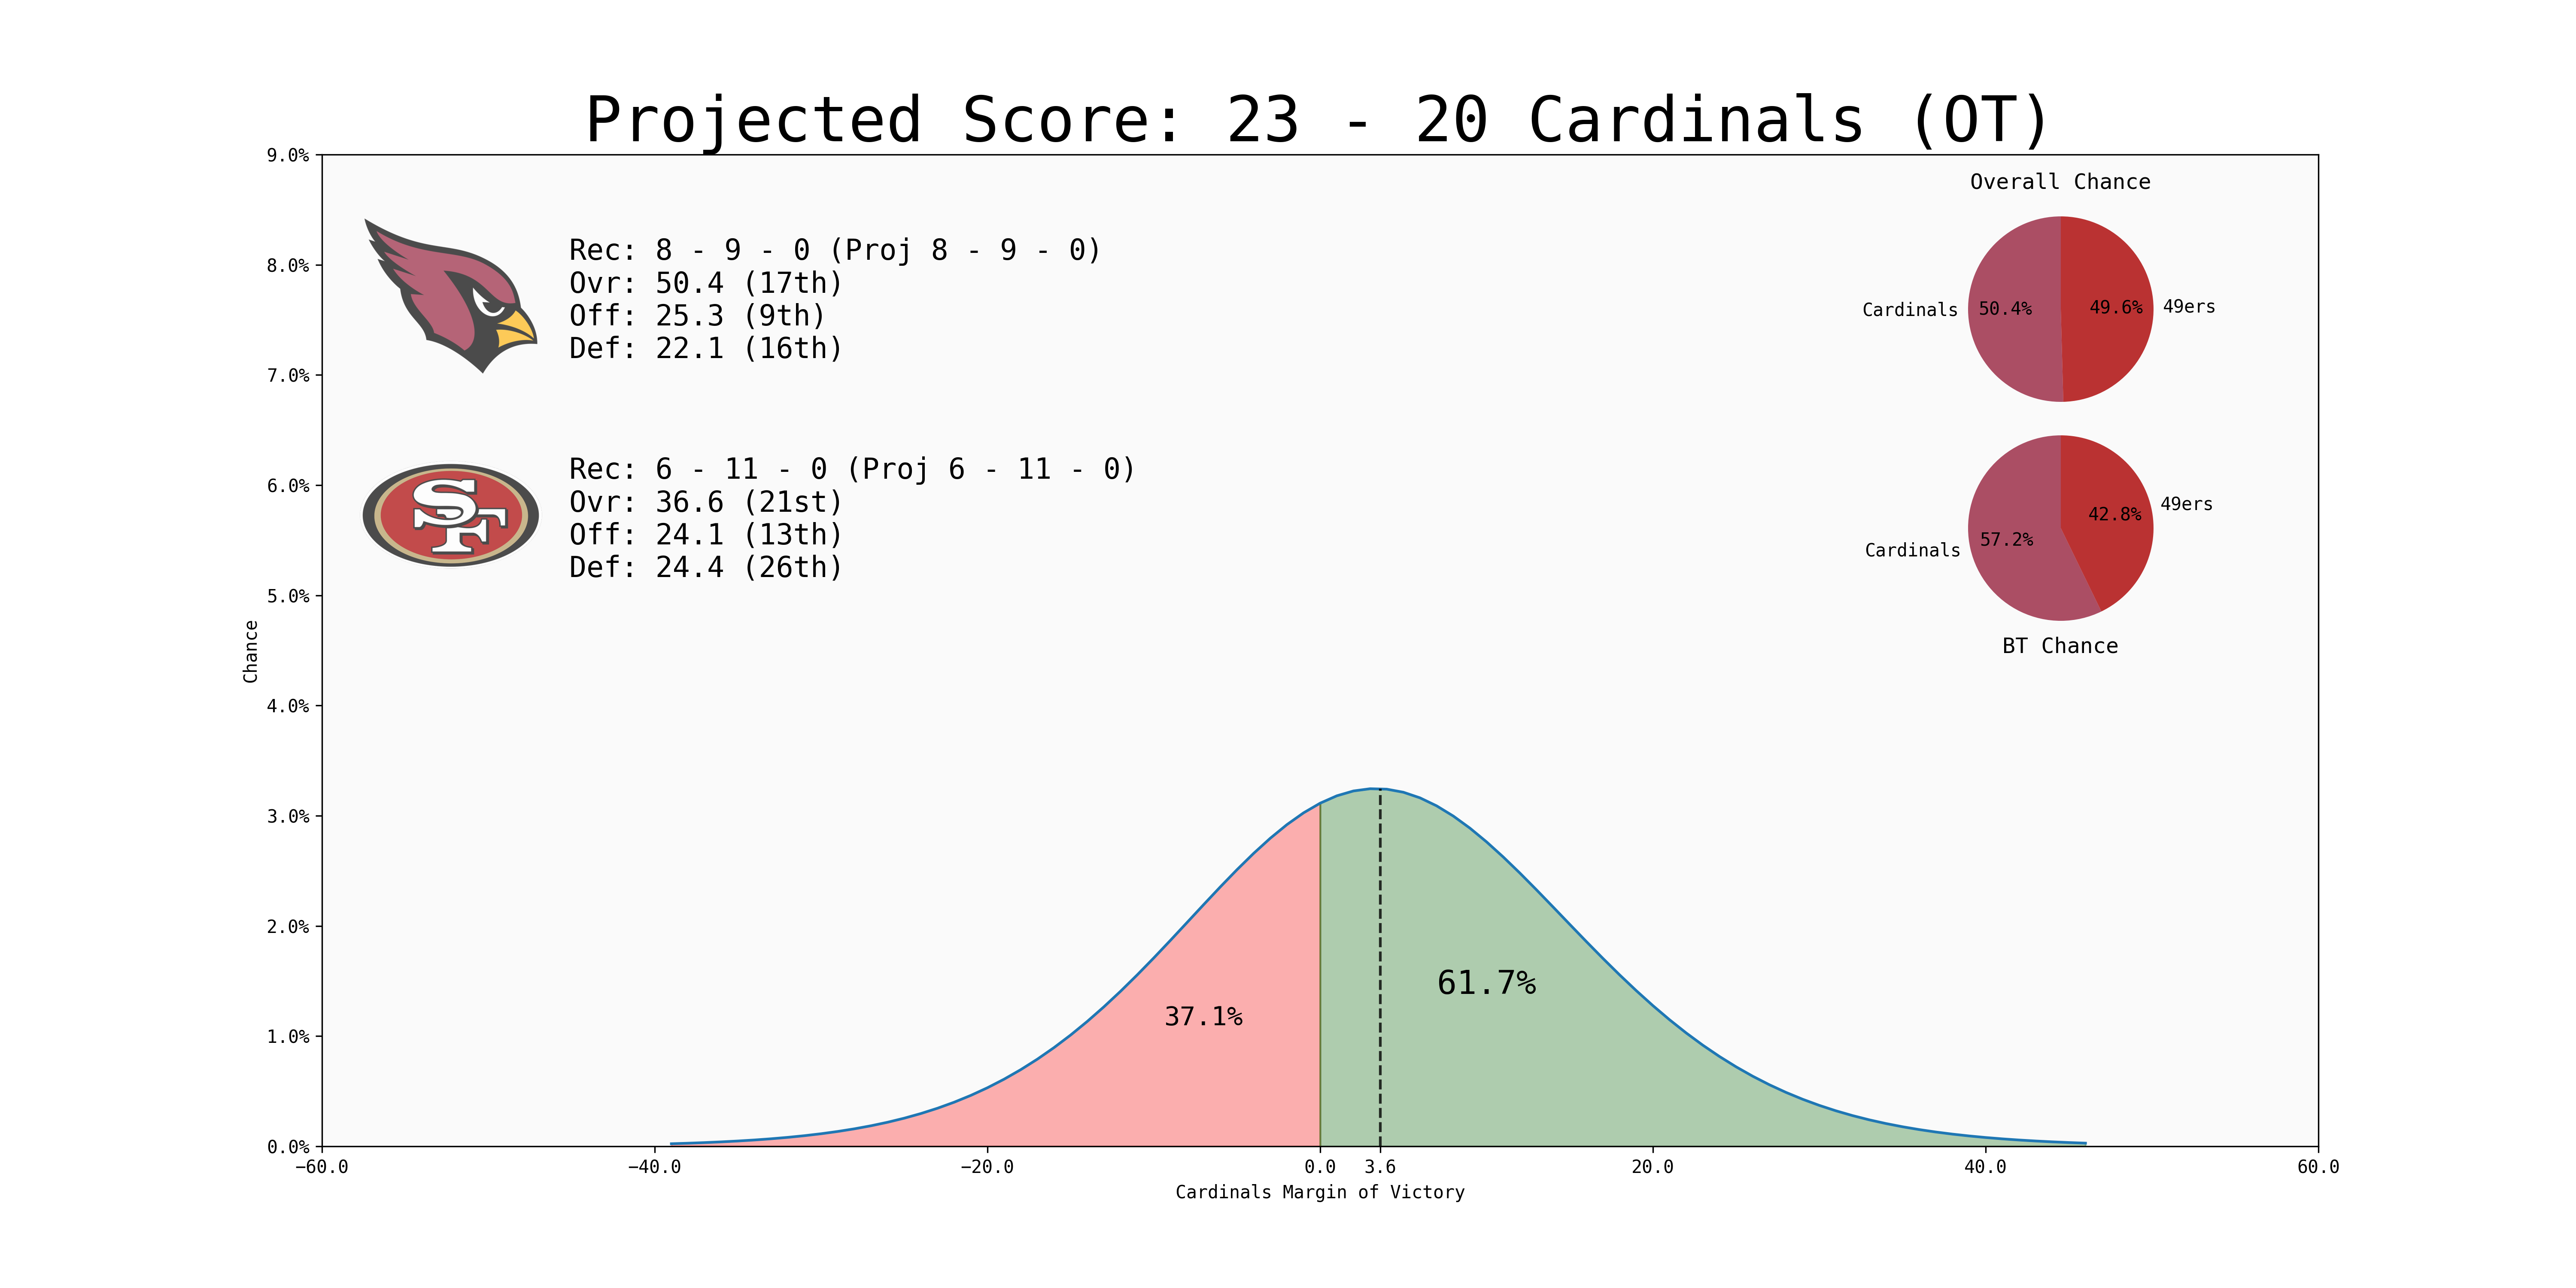 Projected Score: 23 - 20 Cardinals (OT)
9.0%
8.0%
7.0%
6.0%
5.0%
4.0%
3.0%
2.0%
1.0%
0.0%
Chance
Rec: 8 - 9 - 0 (Proj 8 - 9 - 0)
Ovr: 50.4 (17th)
Off: 25.3 (9th)
Def: 22.1 (16th)
SF
Rec: 6 - 11 - 0 (Proj 6 - 11 - 0)
Ovr: 36.6 (21st)
Off: 24.1 (13th)
Def: 24.4 (26th)
Overall Chance
Cardinals 50.4% 49.6% 49ers
Cardinals 57.2% 42.8% 49ers
BT Chance
37.1%
61.7%
−60.0 −40.0 −20.0 0.0 3.6 20.0 40.0 60.0
Cardinals Margin of Victory